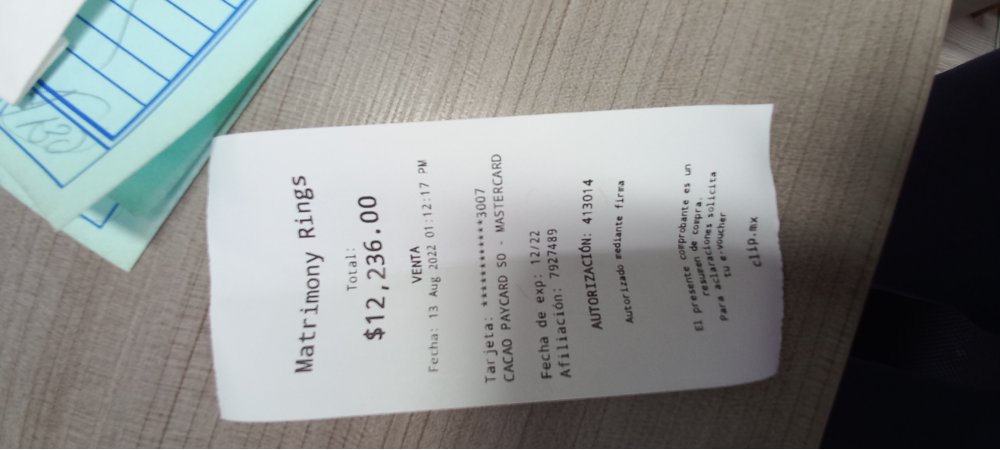 Matrimony Rings
Total:
$12,236.00
VENTA
Fecha: 13 Aug 2022 01:12:17 PM
Tarjeta: ************3007
CACAO PAYCARD SO - MASTERCARD
Fecha de exp: 12/22
Afiliación: 7927489
AUTORIZACIÓN: 413014
Autorizado mediante firma
El presente comprobante es un
resumen de compra.
Para aclaraciones solicita
tu e-voucher
clip.mx